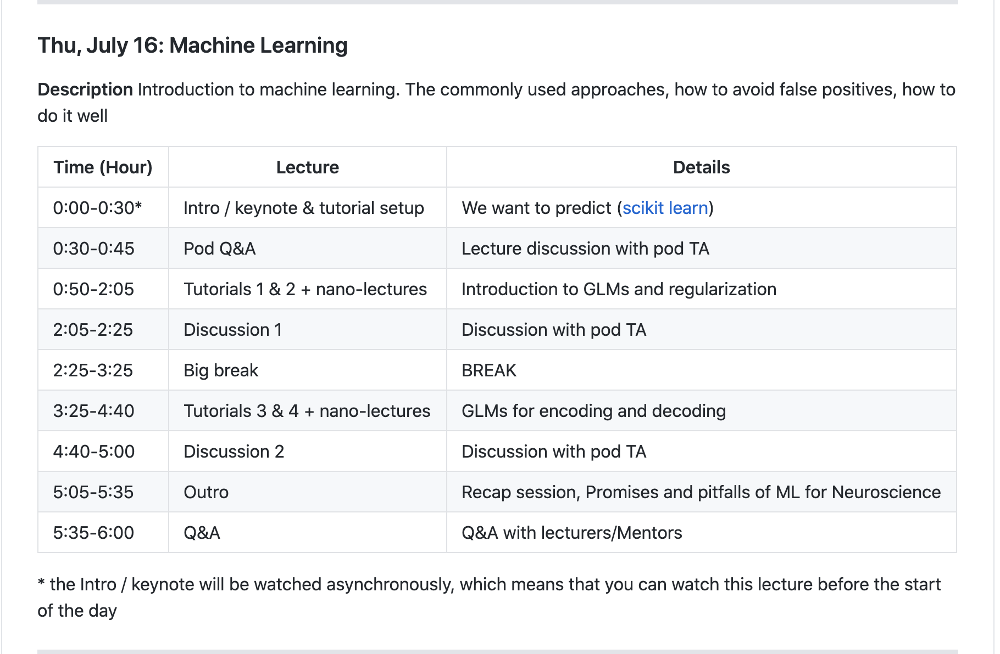 Thu, July 16: Machine Learning
Description Introduction to machine learning. The commonly used approaches, how to avoid false positives, how to
do it well
Time (Hour) Lecture Details
0:00-0:30* Intro / keynote & tutorial setup We want to predict (scikit learn)
0:30-0:45 Pod Q&A Lecture discussion with pod TA
0:50-2:05 Tutorials 1 & 2 + nano-lectures Introduction to GLMs and regularization
2:05-2:25 Discussion 1 Discussion with pod TA
2:25-3:25 Big break BREAK
3:25-4:40 Tutorials 3 & 4 + nano-lectures GLMs for encoding and decoding
4:40-5:00 Discussion 2 Discussion with pod TA
5:05-5:35 Outro Recap session, Promises and pitfalls of ML for Neuroscience
5:35-6:00 Q&A Q&A with lecturers/Mentors
* the Intro / keynote will be watched asynchronously, which means that you can watch this lecture before the start
of the day